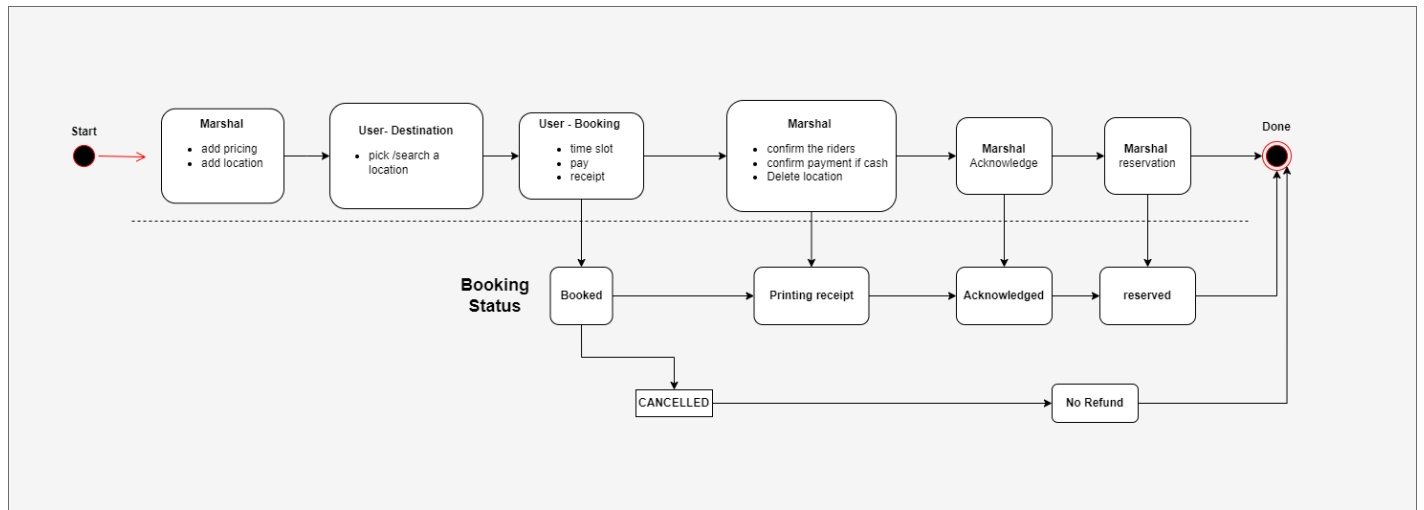 Start
Marshal
add pricing
add location
User- Destination
pick /search a
location
User - Booking
time slot
pay
receipt
Marshal
confirm the riders
confirm payment if cash
Delete location
Marshal
Acknowledge
Marshal
reservation
Done
Booking
Status
Booked
Printing receipt
Acknowledged
reserved
CANCELLED
No Refund